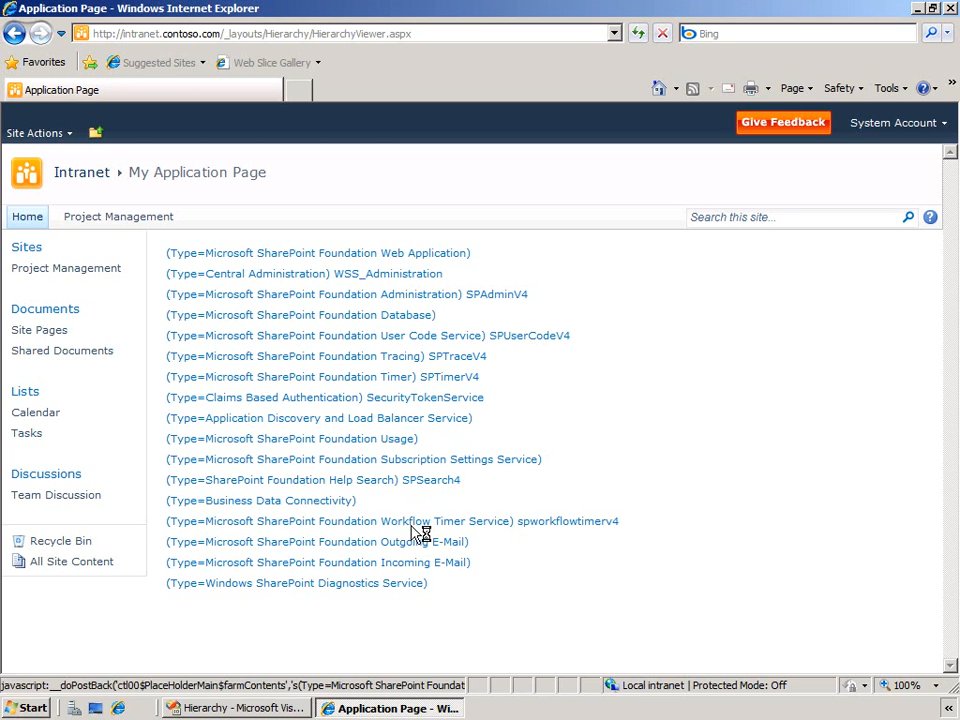 Application Page - Windows Internet Explorer
http://intranet.contoso.com/_layouts/Hierarchy/HierarchyViewer.aspx
Bing
Favorites
Suggested Sites
Web Slice Gallery
Application Page
Page
Safety
Tools
Site Actions
Give Feedback
System Account
Intranet
My Application Page
Home
Project Management
Search this site...
Sites
Project Management
Databases
Site Pages
Shared Documents
Lists
Calendar
Tasks
Discussions
Team Discussion
Recycle Bin
All Site Content
(Type=Microsoft SharePoint Foundation Web Application)
(Type=Central Administration) WSS_Administration
(Type=Microsoft SharePoint Foundation Administration) SPAdminV4
(Type=Microsoft SharePoint Foundation Database)
(Type=Microsoft SharePoint Foundation User Code Service) SPUserCodeV4
(Type=Microsoft SharePoint Foundation Tracing) SPTraceV4
(Type=Microsoft SharePoint Foundation Timer) SPTimerV4
(Type=Claims Based Authentication) SecurityTokenService
(Type=Application Discovery and Load Balancer Service)
(Type=Microsoft SharePoint Foundation Usage)
(Type=Microsoft SharePoint Foundation Subscription Settings Service)
(Type=SharePoint Foundation Help Search) SPSearch4
(Type=Business Data Connectivity)
(Type=Microsoft SharePoint Foundation Workflow Timer Service) spworkflowtimerv4
(Type=Microsoft SharePoint Foundation Outgoing E-Mail)
(Type=Microsoft SharePoint Foundation Incoming E-Mail)
(Type=Windows SharePoint Diagnostics Service)
javascript:__doPostBack('ctl00$PlaceHolderMain$farmContents','s(Type=Microsoft SharePoint Foundat
Local intranet | Protected Mode: Off
100%
Start
Hierarchy - Microsoft Vis...
Application Page - Wi...